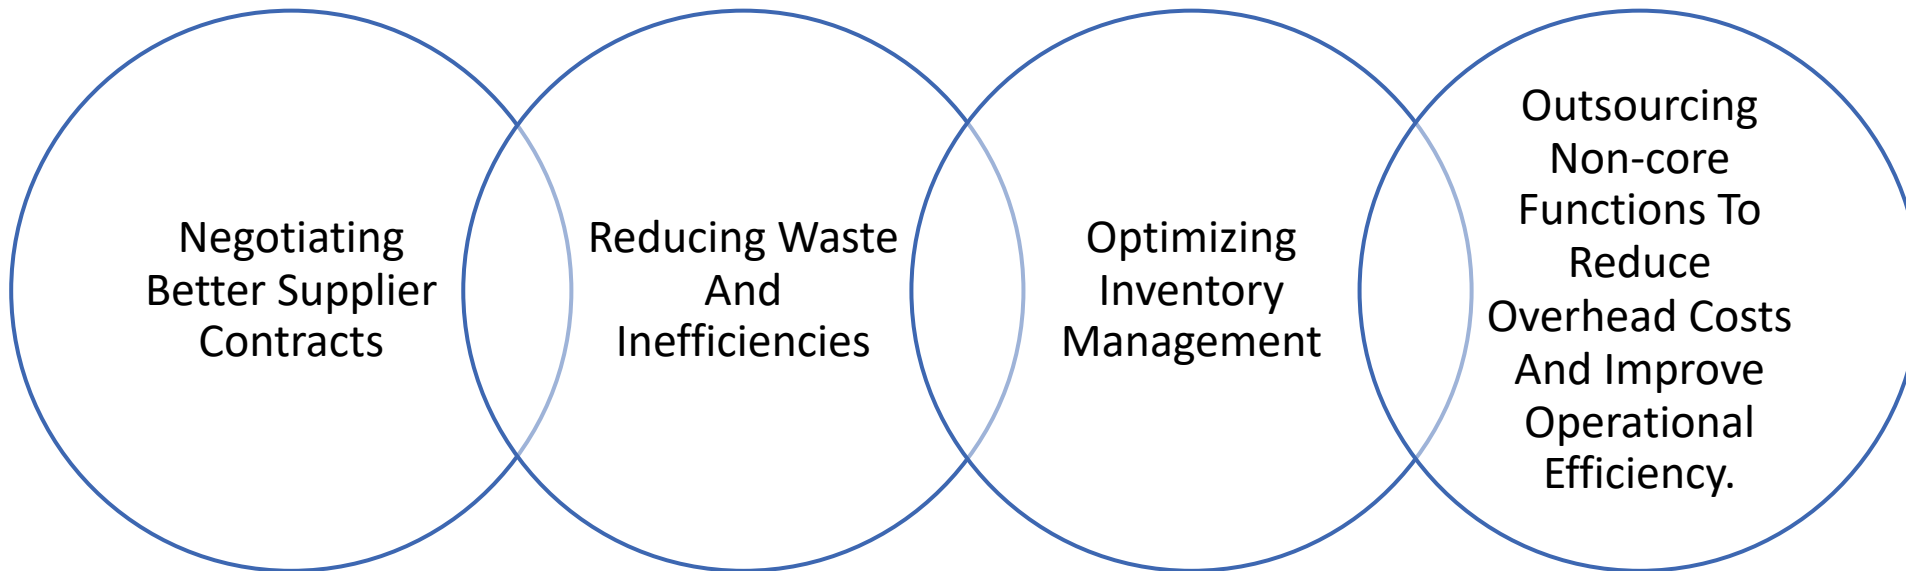 Negotiating
Better Supplier
Contracts
Reducing Waste
And
Inefficiencies
Optimizing
Inventory
Management
Outsourcing
Non-core
Functions To
Reduce
Overhead Costs
And Improve
Operational
Efficiency.